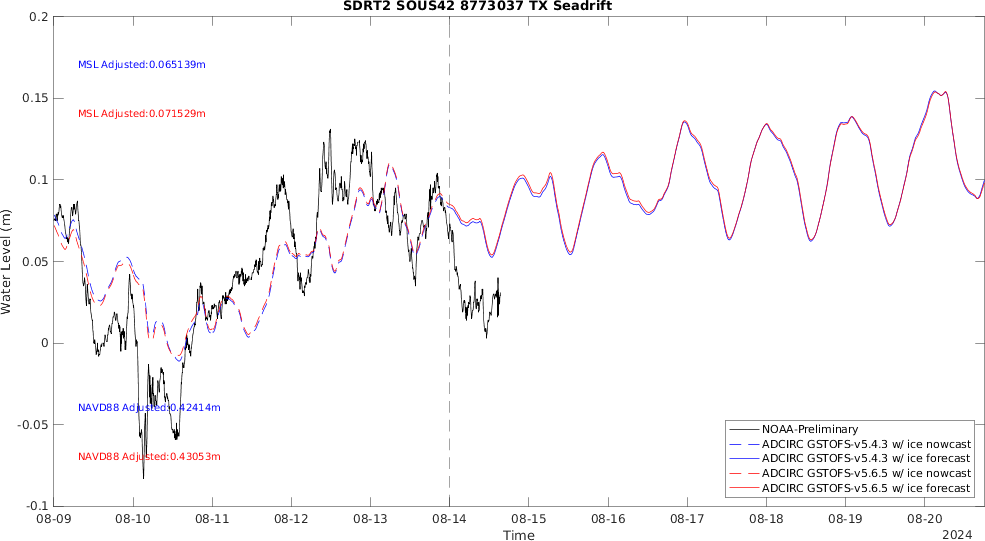 SDRT2 SOUS42 8773037 TX Seadrift
0.2
0.15
0.1
0.05
0
-0.05
-0.1
Water Level (m)
MSL Adjusted:0.065139m
MSL Adjusted:0.071529m
NAVD88 Adjusted:0.42414m
NAVD88 Adjusted:0.43053m
NOAA-Preliminary
ADCIRC GSTOFS-v5.4.3 w/ ice nowcast
ADCIRC GSTOFS-v5.4.3 w/ ice forecast
ADCIRC GSTOFS-v5.6.5 w/ ice nowcast
ADCIRC GSTOFS-v5.6.5 w/ ice forecast
08-09 08-10 08-11 08-12 08-13 08-14 08-15 08-16 08-17 08-18 08-19 08-20
Time
2024